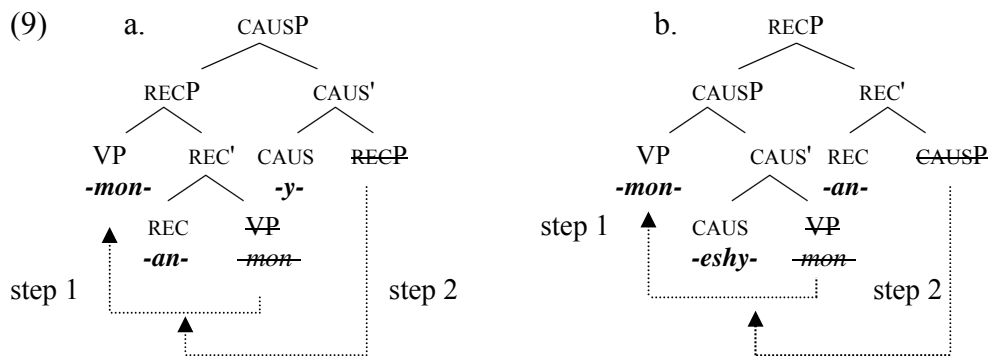 (9) a. CAUSP b. RECP
RECP CAUS' CAUSP REC'
VP REC' CAUS RECP VP CAUS' REC CAUSP
-mon- -y- -mon- -an-
REC VP step 1 CAUS VP
-an- -mon- -eshy- -mon-
step 1 step 2 step 2